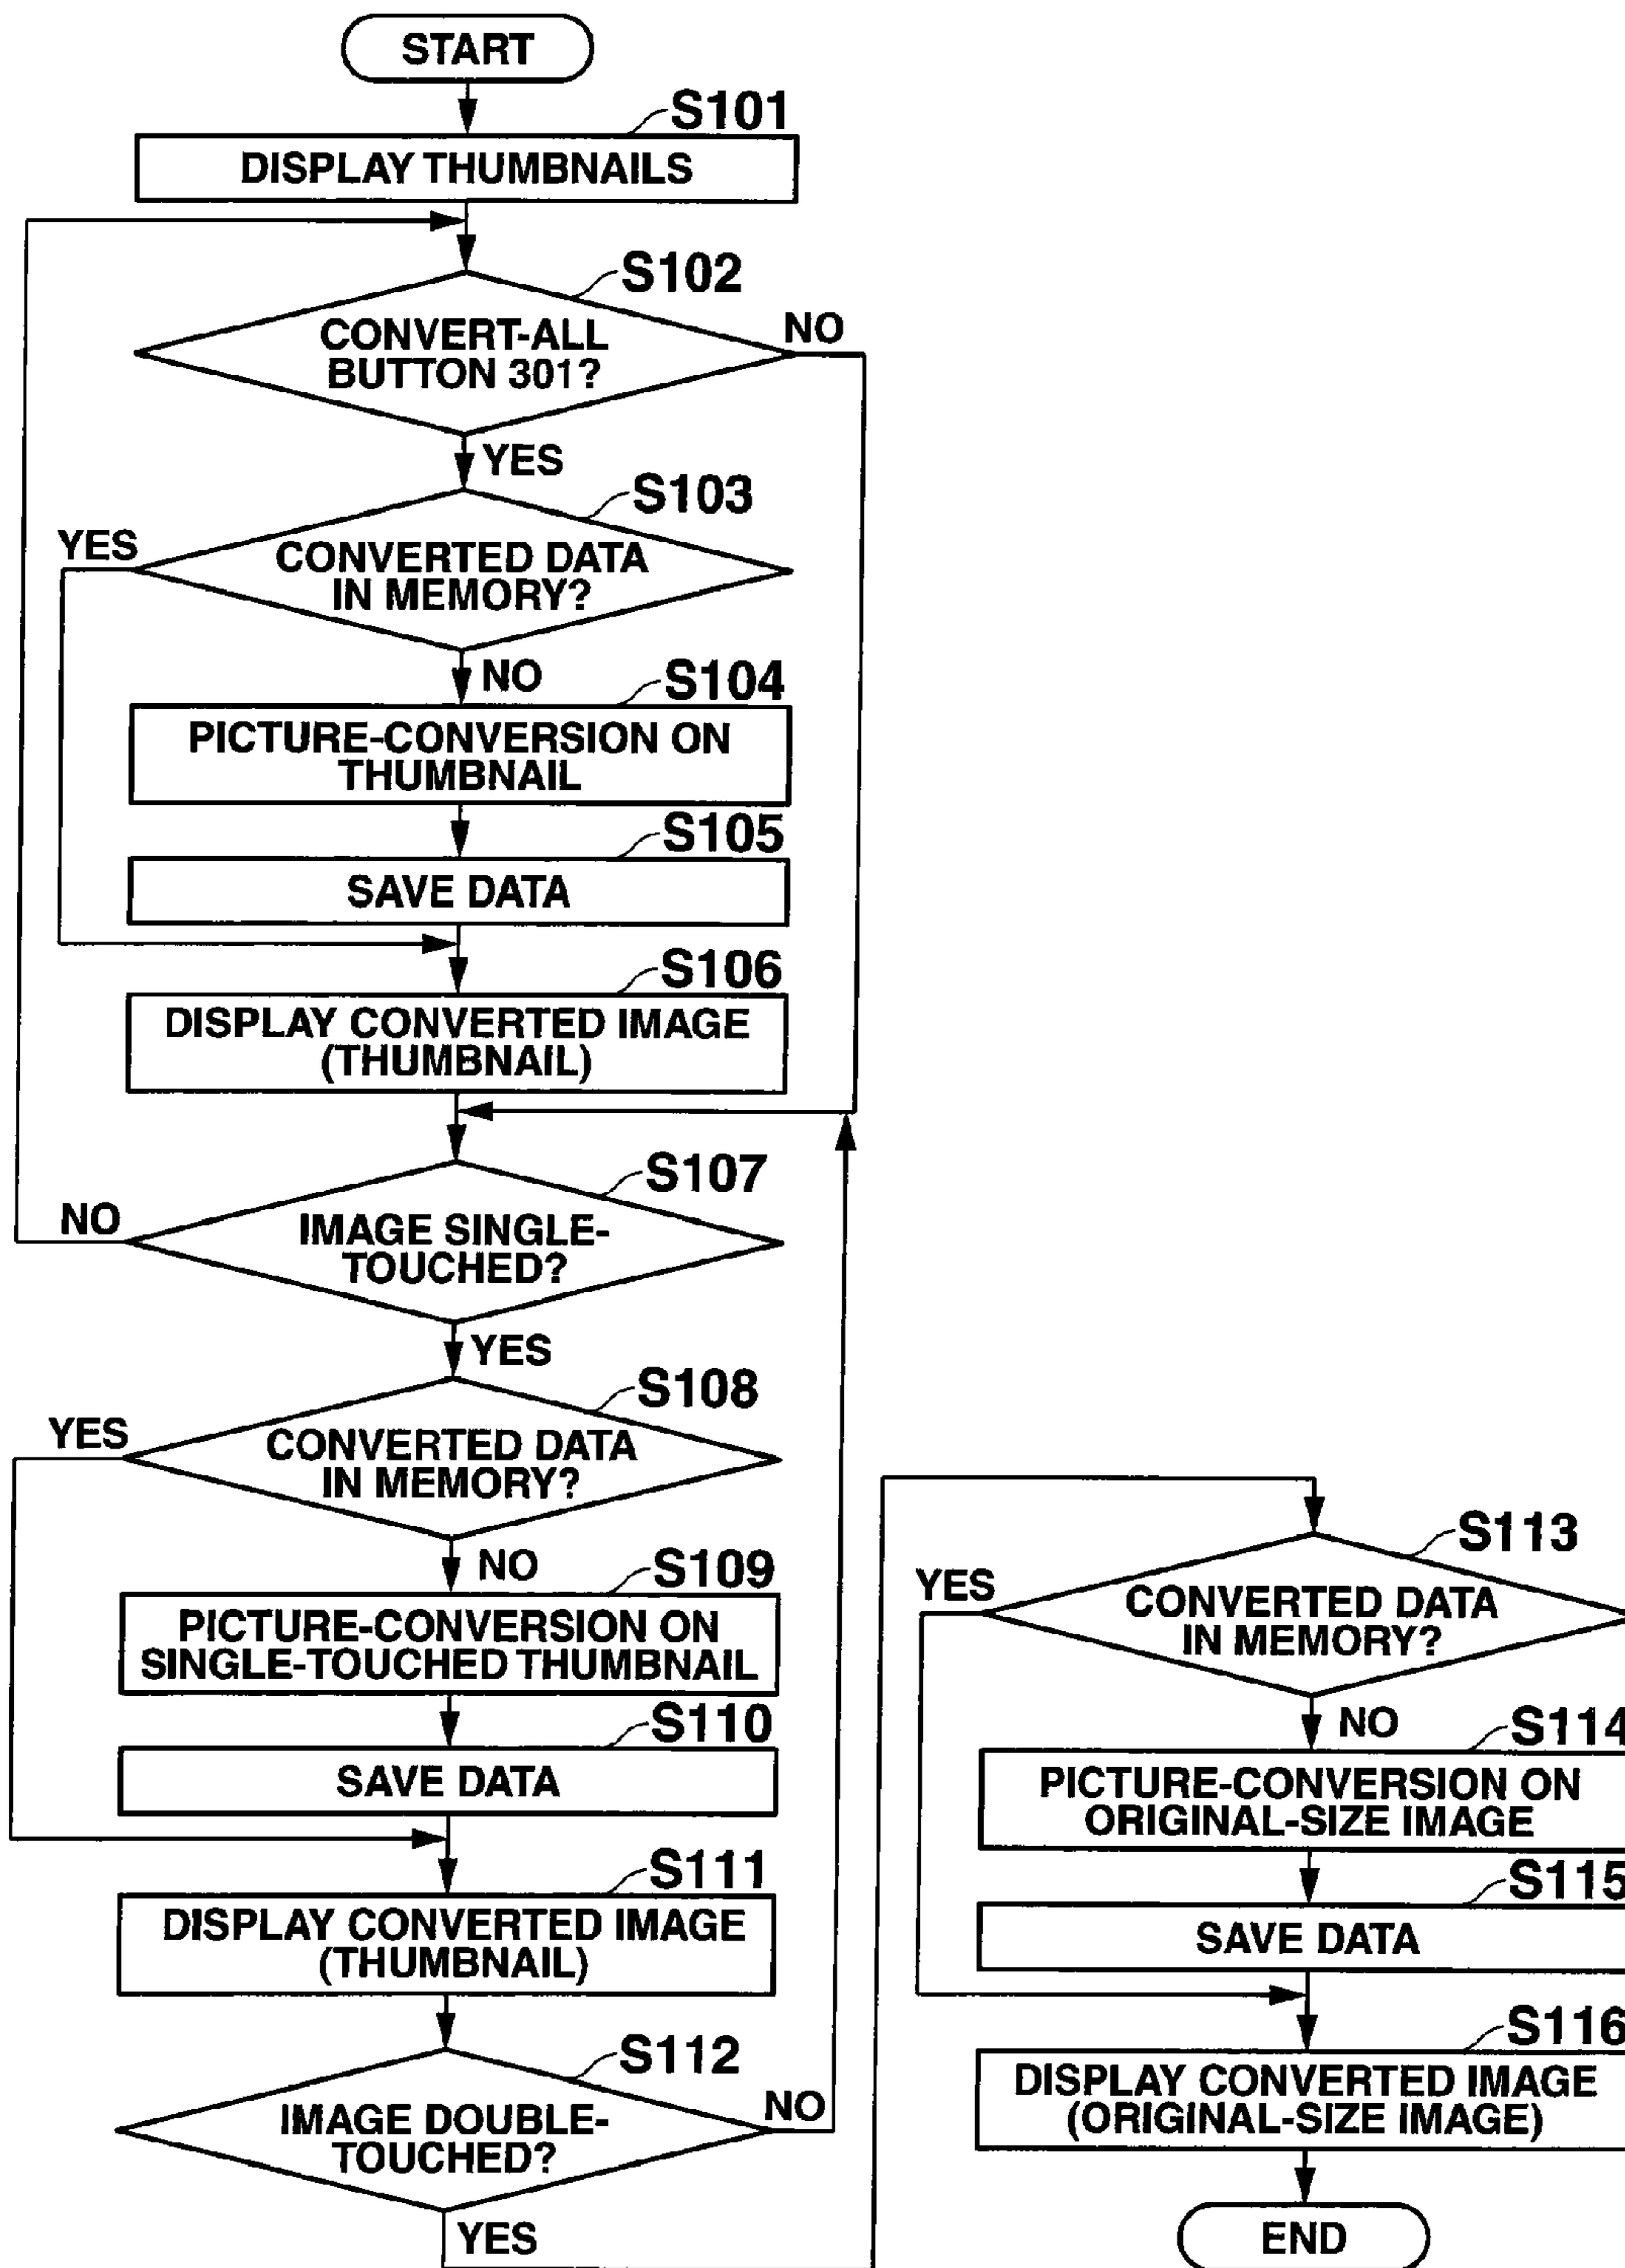 START
S101
DISPLAY THUMBNAILS
S102
CONVERT-ALL
BUTTON 301?
NO
YES
S103
YES
CONVERTED DATA
IN MEMORY?
NO
S104
PICTURE-CONVERSION ON
THUMBNAIL
S105
SAVE DATA
S106
DISPLAY CONVERTED IMAGE
(THUMBNAIL)
S107
NO
IMAGE SINGLE-
TOUCHED?
YES
S108
YES
CONVERTED DATA
IN MEMORY?
NO
S109
PICTURE-CONVERSION ON
SINGLE-TOUCHED THUMBNAIL
S110
SAVE DATA
S111
DISPLAY CONVERTED IMAGE
(THUMBNAIL)
S112
IMAGE DOUBLE-
TOUCHED?
NO
YES
S113
YES
CONVERTED DATA
IN MEMORY?
NO
S114
PICTURE-CONVERSION ON
ORIGINAL-SIZE IMAGE
S115
SAVE DATA
S116
DISPLAY CONVERTED IMAGE
(ORIGINAL-SIZE IMAGE)
END